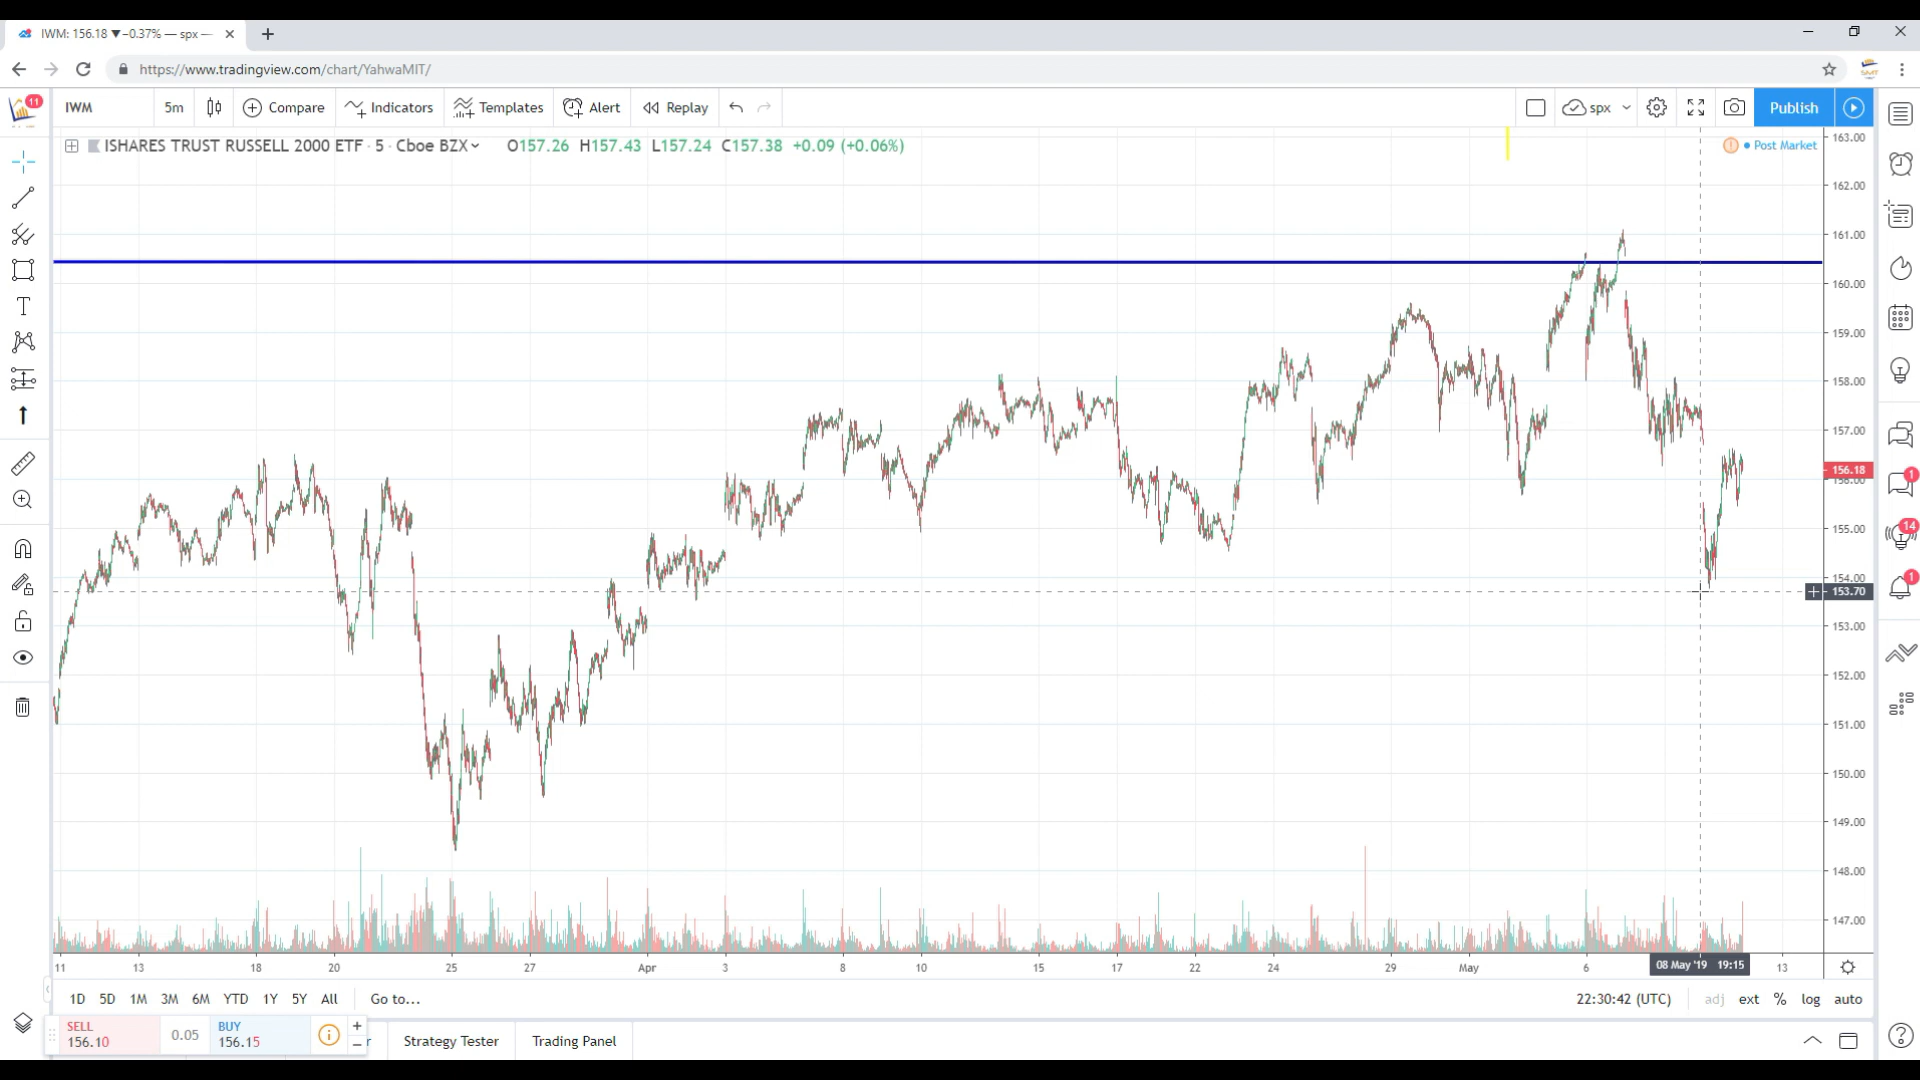 IWM: 156.18 ▼−0.37% — spx —
https://www.tradingview.com/chart/YahwaMIT/
SMT
11
IWM 5m Compare Indicators Templates Alert Replay spx Publish
ISHARES TRUST RUSSELL 2000 ETF · 5 · Cboe BZX O157.26 H157.43 L157.24 C157.38 +0.09 (+0.06%)
Post Market
163.00
162.00
161.00
160.00
159.00
158.00
157.00
156.18
156.00
155.00
154.00
153.70
153.00
152.00
151.00
150.00
149.00
148.00
147.00
1
14
1
11 13 18 20 25 27 Apr 3 8 10 15 17 22 24 29 May 6 08 May '19 19:15 13
1D 5D 1M 3M 6M YTD 1Y 5Y All Go to... 22:30:42 (UTC) adj ext % log auto
SELL
156.10
0.05
BUY
156.15
r Strategy Tester Trading Panel